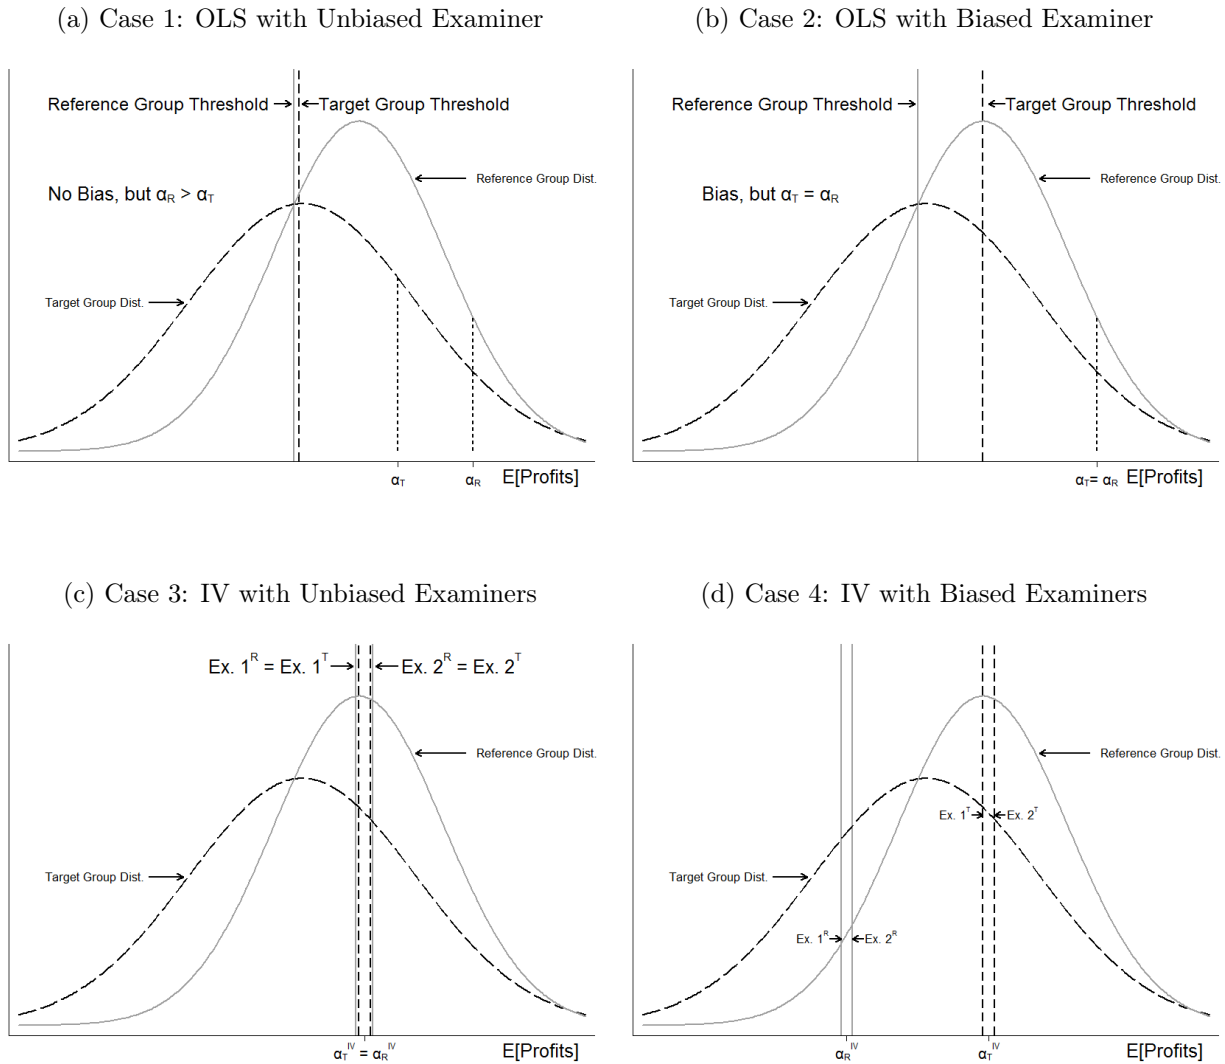 (a) Case 1: OLS with Unbiased Examiner
Reference Group Threshold
Target Group Threshold
No Bias, but αR > αT
Reference Group Dist.
Target Group Dist.
αT
αR
E[Profits]
(b) Case 2: OLS with Biased Examiner
Reference Group Threshold
Target Group Threshold
Bias, but αT = αR
Reference Group Dist.
Target Group Dist.
αT= αR
E[Profits]
(c) Case 3: IV with Unbiased Examiners
Ex. 1R = Ex. 1T
Ex. 2R = Ex. 2T
Reference Group Dist.
Target Group Dist.
αTIV = αRIV
E[Profits]
(d) Case 4: IV with Biased Examiners
Reference Group Dist.
Ex. 1T
Ex. 2T
Target Group Dist.
Ex. 1R
Ex. 2R
αRIV
αTIV
E[Profits]